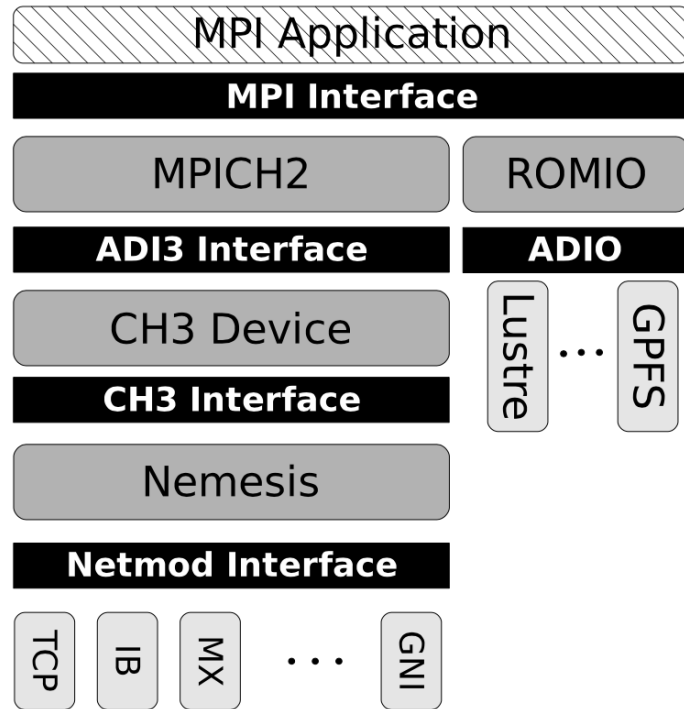 MPI Application
MPI Interface
MPICH2
ROMIO
ADI3 Interface
ADIO
CH3 Device
Lustre
...
GPFS
CH3 Interface
Nemesis
Netmod Interface
TCP
IB
MX
...
GNI